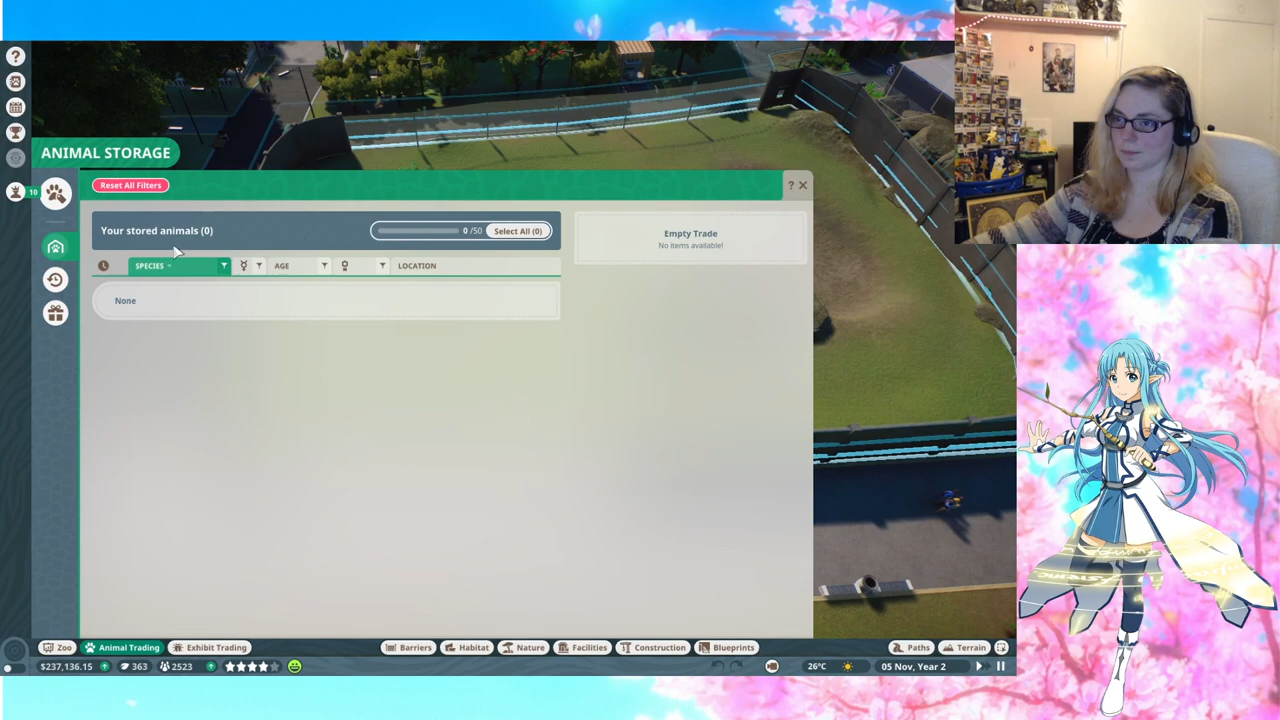 ANIMAL STORAGE
Reset All Filters
?
10
Your stored animals (0)
0 /50
Select All (0)
Empty Trade
No items available!
SPECIES
AGE
LOCATION
None
Zoo
Animal Trading
Exhibit Trading
Barriers
Habitat
Nature
Facilities
Construction
Blueprints
Paths
Terrain
$237,136.15
363
2523
26°C
05 Nov, Year 2